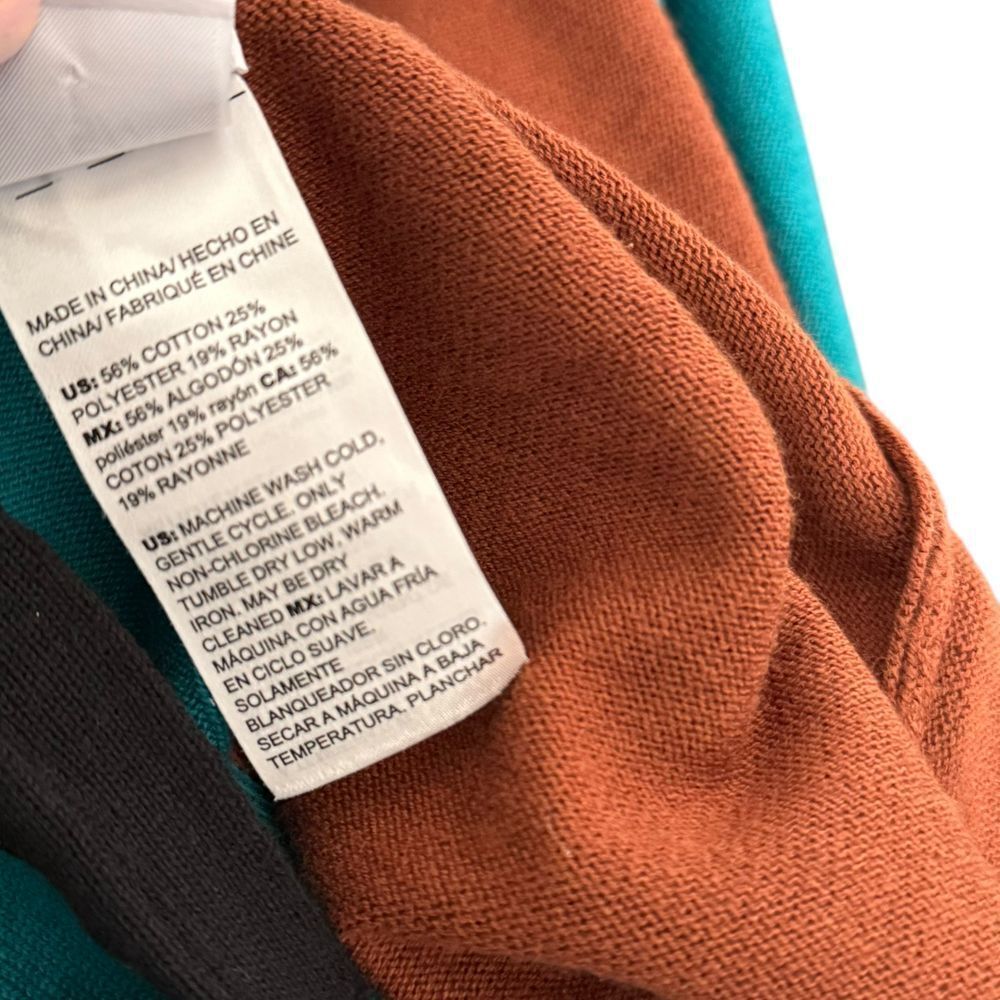 MADE IN CHINA/ HECHO EN
CHINA/ FABRIQUÉ EN CHINE
US: 56% COTTON 25%
POLYESTER 19% RAYON
MX: 56% ALGODÓN 25%
poliéster 19% rayón CA: 56%
COTON 25% POLYESTER
19% RAYONNE
US: MACHINE WASH COLD,
GENTLE CYCLE. ONLY
NON-CHLORINE BLEACH.
TUMBLE DRY LOW, WARM
IRON. MAY BE DRY
CLEANED MX: LAVAR A
MÁQUINA CON AGUA FRÍA
EN CICLO SUAVE.
SOLAMENTE
BLANQUEADOR SIN CLORO.
SECAR A MÁQUINA A BAJA
TEMPERATURA. PLANCHAR